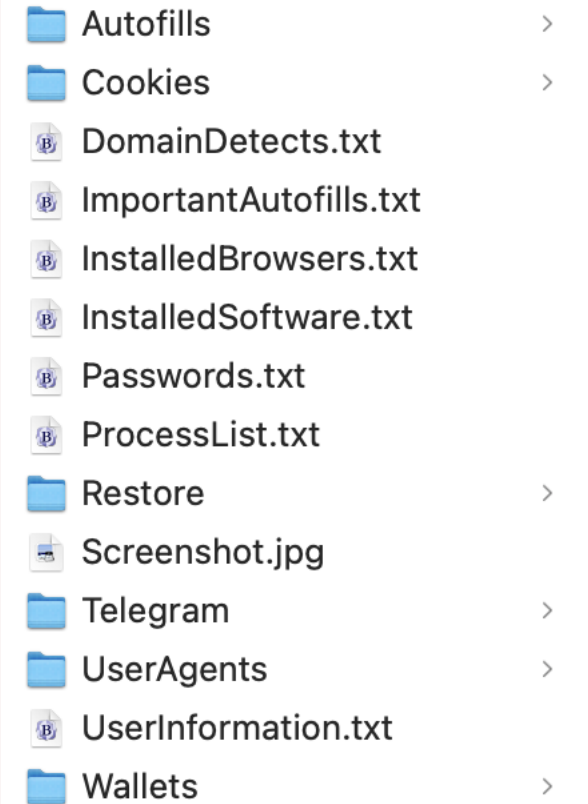 Autofills
Cookies
DomainDetects.txt
ImportantAutofills.txt
InstalledBrowsers.txt
InstalledSoftware.txt
Passwords.txt
ProcessList.txt
Restore
Screenshot.jpg
Telegram
UserAgents
UserInformation.txt
Wallets